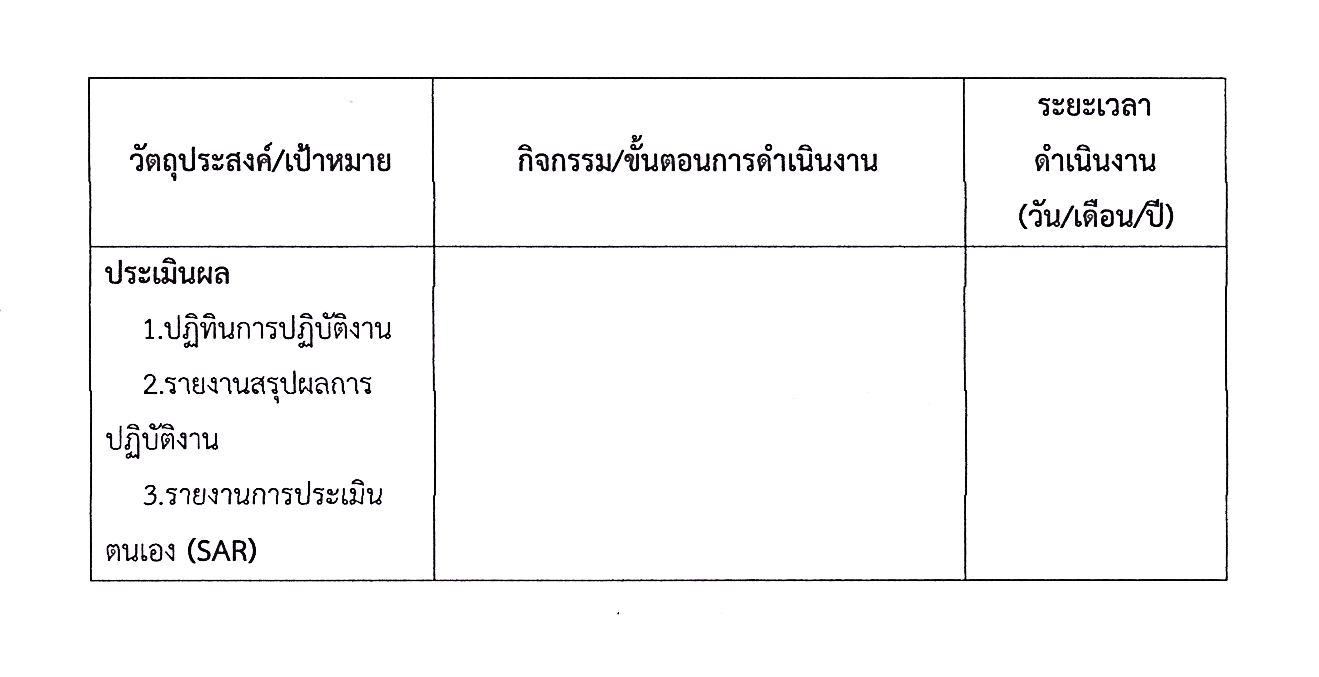 วัตถุประสงค์/เป้าหมาย
กิจกรรม/ขั้นตอนการดำเนินงาน
ระยะเวลา
ดำเนินงาน
(วัน/เดือน/ปี)
ประเมินผล
1.ปฏิทินการปฏิบัติงาน
2.รายงานสรุปผลการ
ปฏิบัติงาน
3.รายงานการประเมิน
ตนเอง (SAR)